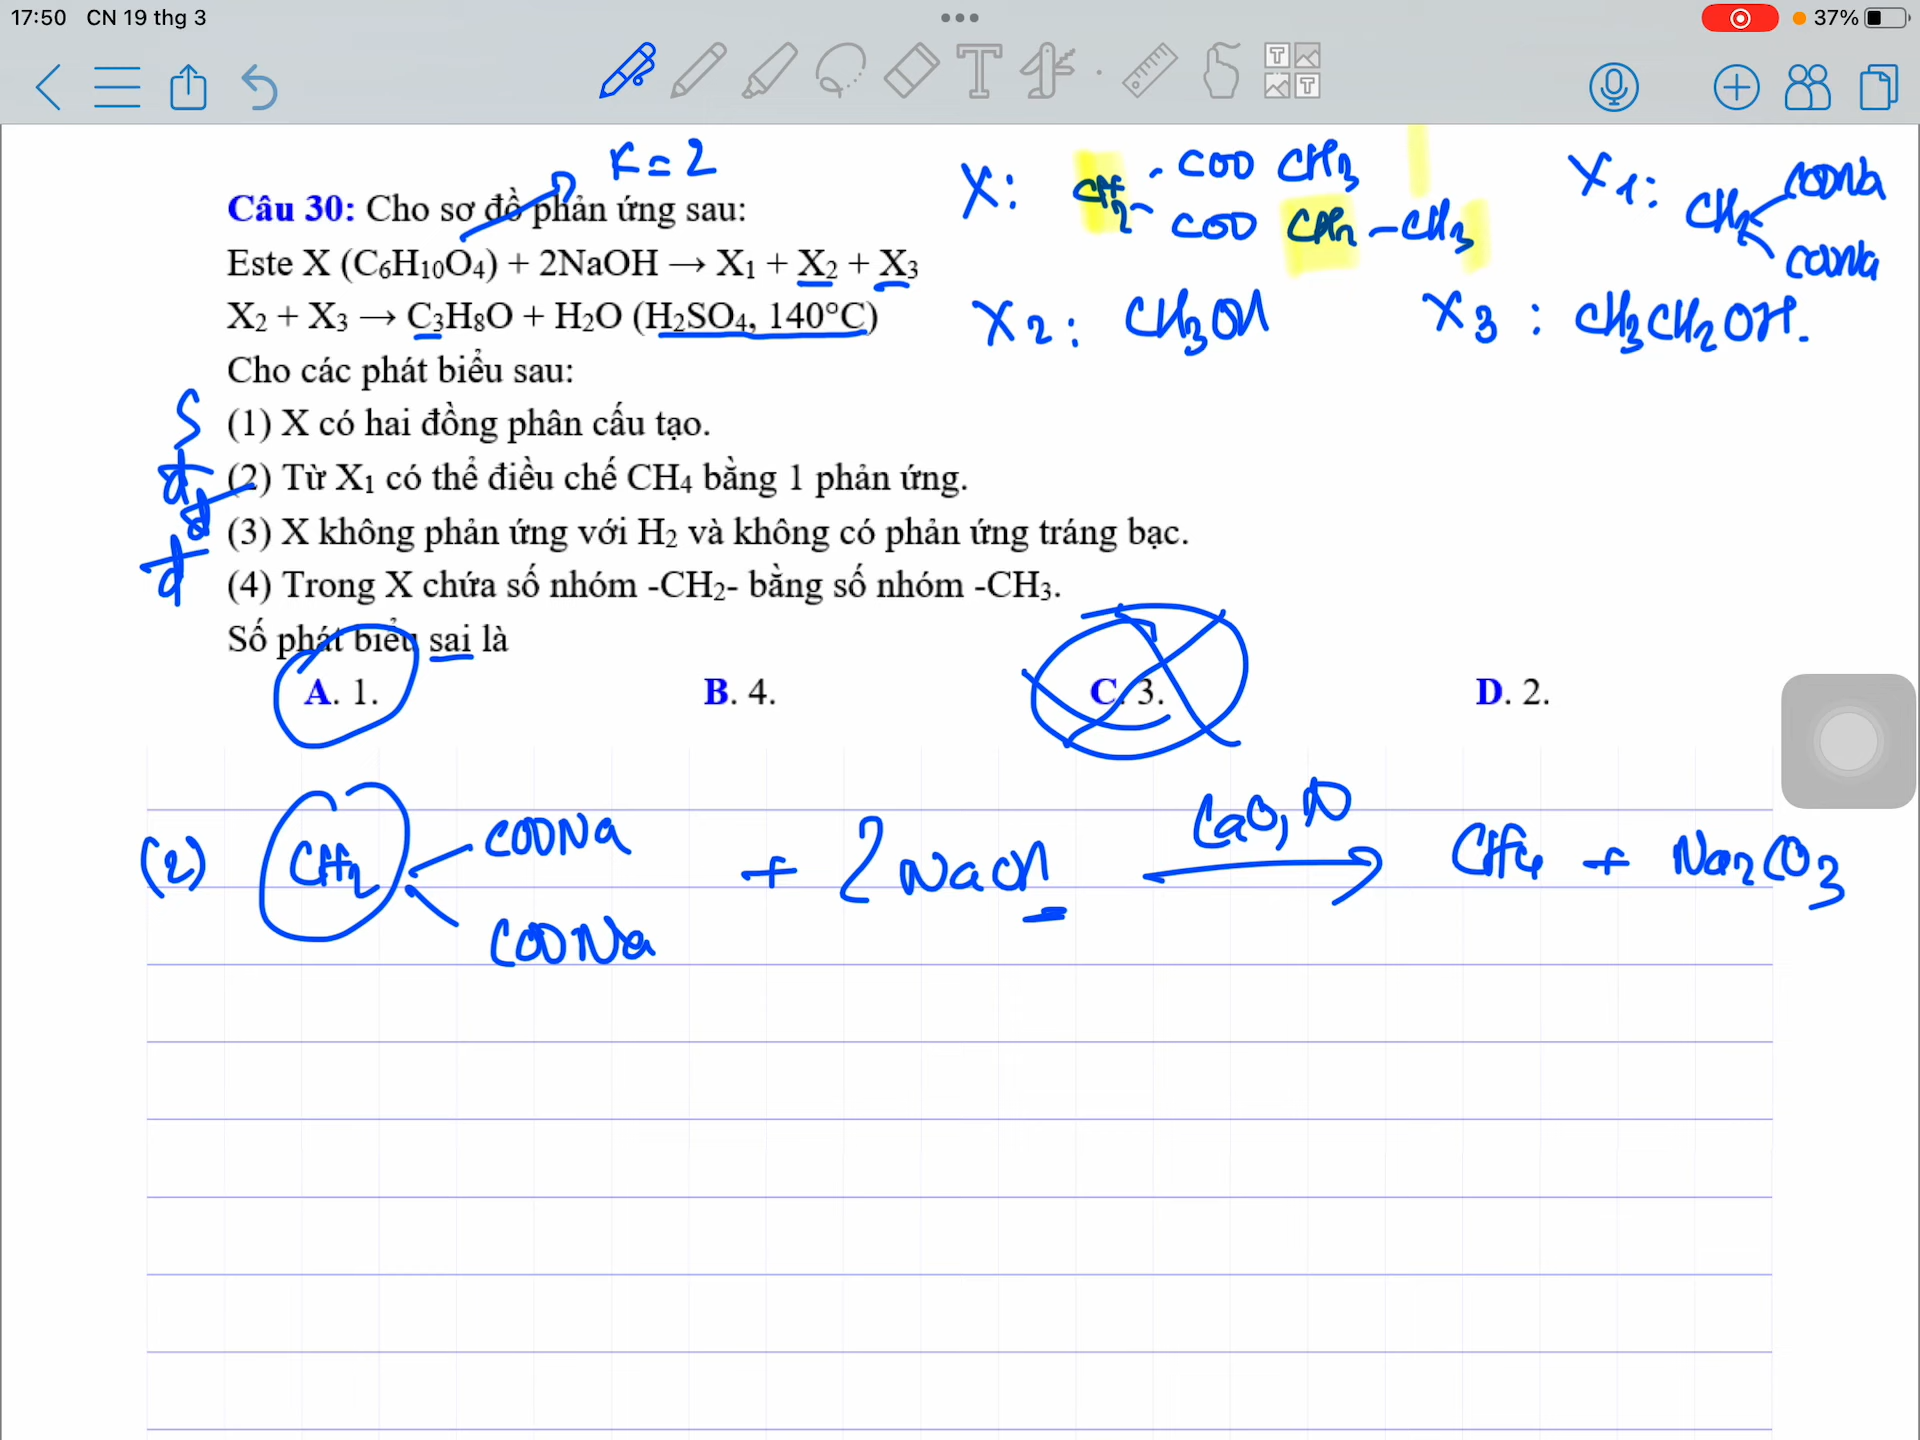 17:50 CN 19 thg 3
37%
K = 2
Câu 30: Cho sơ đồ phản ứng sau:
Este X (C₆H₁₀O₄) + 2NaOH → X₁ + X₂ + X₃
X₂ + X₃ → C₃H₈O + H₂O (H₂SO₄, 140°C)
Cho các phát biểu sau:
S (1) X có hai đồng phân cấu tạo.
đ (2) Từ X₁ có thể điều chế CH₄ bằng 1 phản ứng.
đ (3) X không phản ứng với H₂ và không có phản ứng tráng bạc.
đ (4) Trong X chứa số nhóm -CH₂- bằng số nhóm -CH₃.
Số phát biểu sai là
A. 1. B. 4. C. 3. D. 2.
X: CH₂ - COO CH₃
- COO CH₂ - CH₃
X₁: CH₂ COONa
COONa
X₂: CH₃OH X₃ : CH₃CH₂OH.
(2) CH₂ COONa + 2 NaOH CaO, → CH₄ + Na₂CO₃
COONa